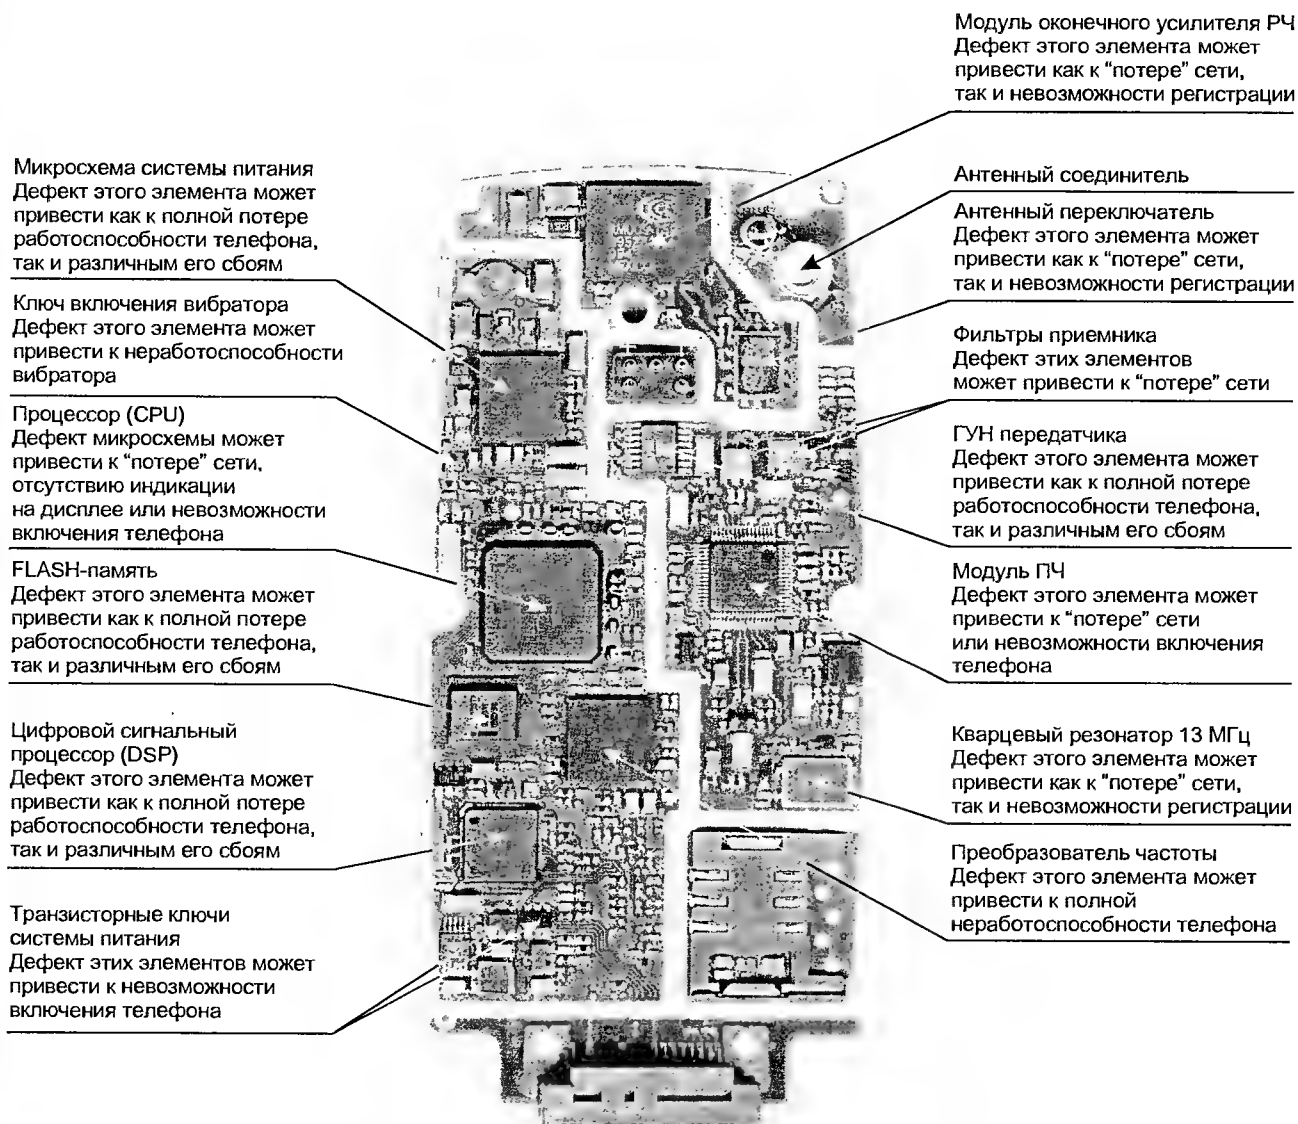 Модуль оконечного усилителя РЧ
Дефект этого элемента может
привести как к "потере" сети,
так и невозможности регистрации
Микросхема системы питания
Дефект этого элемента может
привести как к полной потере
работоспособности телефона,
так и различным его сбоям
Ключ включения вибратора
Дефект этого элемента может
привести к неработоспособности
вибратора
Процессор (CPU)
Дефект микросхемы может
привести к "потере" сети,
отсутствию индикации
на дисплее или невозможности
включения телефона
FLASH-память
Дефект этого элемента может
привести как к полной потере
работоспособности телефона,
так и различным его сбоям
Цифровой сигнальный
процессор (DSP)
Дефект этого элемента может
привести как к полной потере
работоспособности телефона,
так и различным его сбоям
Транзисторные ключи
системы питания
Дефект этих элементов может
привести к невозможности
включения телефона
Антенный соединитель
Антенный переключатель
Дефект этого элемента может
привести как к "потере" сети,
так и невозможности регистрации
Фильтры приемника
Дефект этих элементов
может привести к "потере" сети
ГУН передатчика
Дефект этого элемента может
привести как к полной потере
работоспособности телефона,
так и различным его сбоям
Модуль ПЧ
Дефект этого элемента может
привести к "потере" сети
или невозможности включения
телефона
Кварцевый резонатор 13 МГц
Дефект этого элемента может
привести как к "потере" сети,
так и невозможности регистрации
Преобразователь частоты
Дефект этого элемента может
привести к полной
неработоспособности телефона